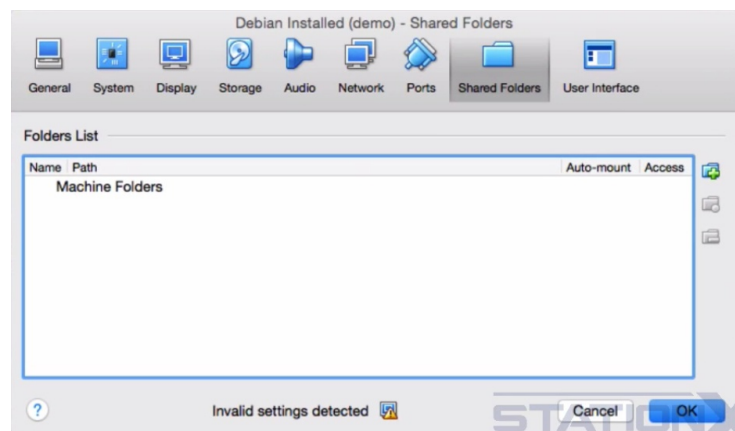 Debian Installed (demo) - Shared Folders
General System Display Storage Audio Network Ports Shared Folders User Interface
Folders List
Name Path Auto-mount Access
Machine Folders
? Invalid settings detected Cancel OK
STATIONX